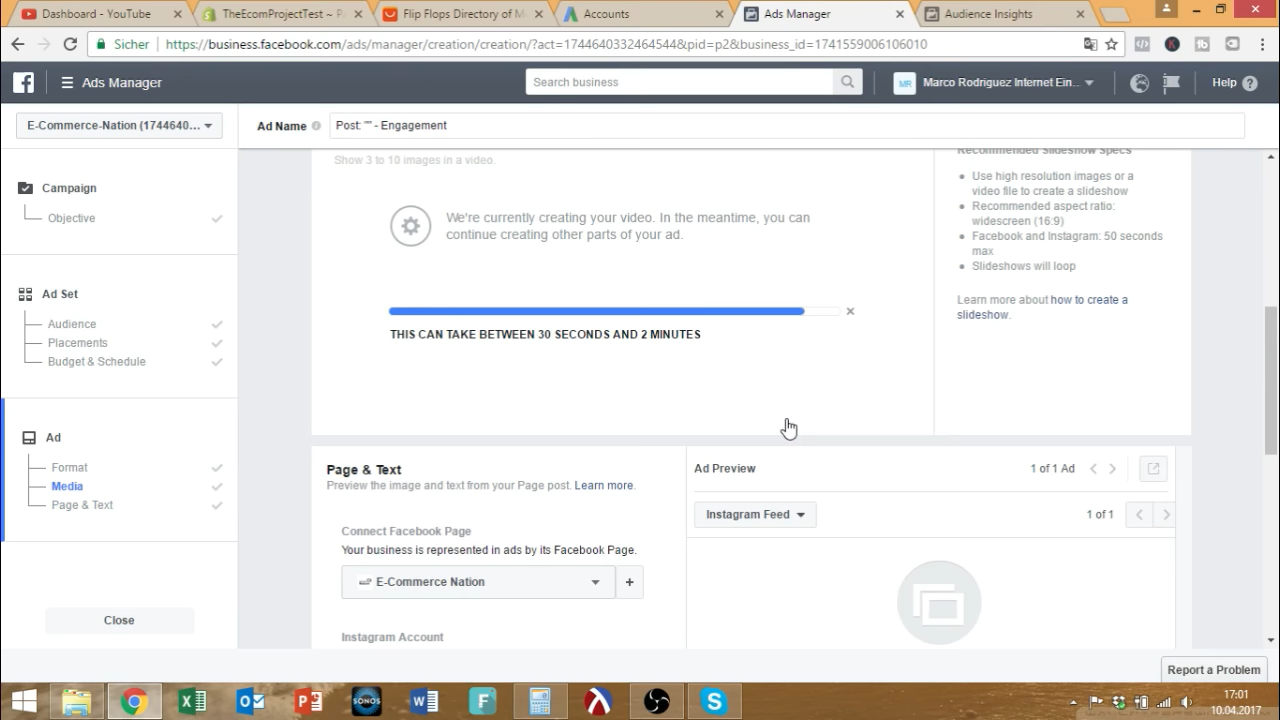 Dashboard - YouTube
TheEcomProjectTest ~ P
Flip Flops Directory of M
Accounts
Ads Manager
Audience Insights
Sicher
https://business.facebook.com/ads/manager/creation/creation/?act=1744640332464544&pid=p2&business_id=1741559006106010
Ads Manager
Search business
MR
Marco Rodriguez Internet Ein...
Help
E-Commerce-Nation (1744640...
Ad Name
Post: "" - Engagement
Campaign
Objective
Ad Set
Audience
Placements
Budget & Schedule
Ad
Format
Media
Page & Text
Close
Show 3 to 10 images in a video.
We're currently creating your video. In the meantime, you can
continue creating other parts of your ad.
THIS CAN TAKE BETWEEN 30 SECONDS AND 2 MINUTES
Recommended Slideshow Specs
Use high resolution images or a
video file to create a slideshow
Recommended aspect ratio:
widescreen (16:9)
Facebook and Instagram: 50 seconds
max
Slideshows will loop
Learn more about how to create a
slideshow.
Page & Text
Preview the image and text from your Page post. Learn more.
Connect Facebook Page
Your business is represented in ads by its Facebook Page.
E-Commerce Nation
+
Instagram Account
Ad Preview
1 of 1 Ad
Instagram Feed
1 of 1
Report a Problem
SONOS
17:01
10.04.2017